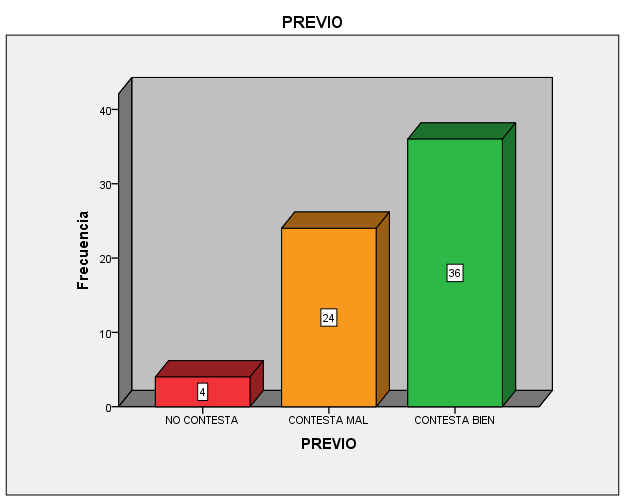 PREVIO
Frecuencia
40
30
20
10
0
4
24
36
NO CONTESTA
CONTESTA MAL
CONTESTA BIEN
PREVIO